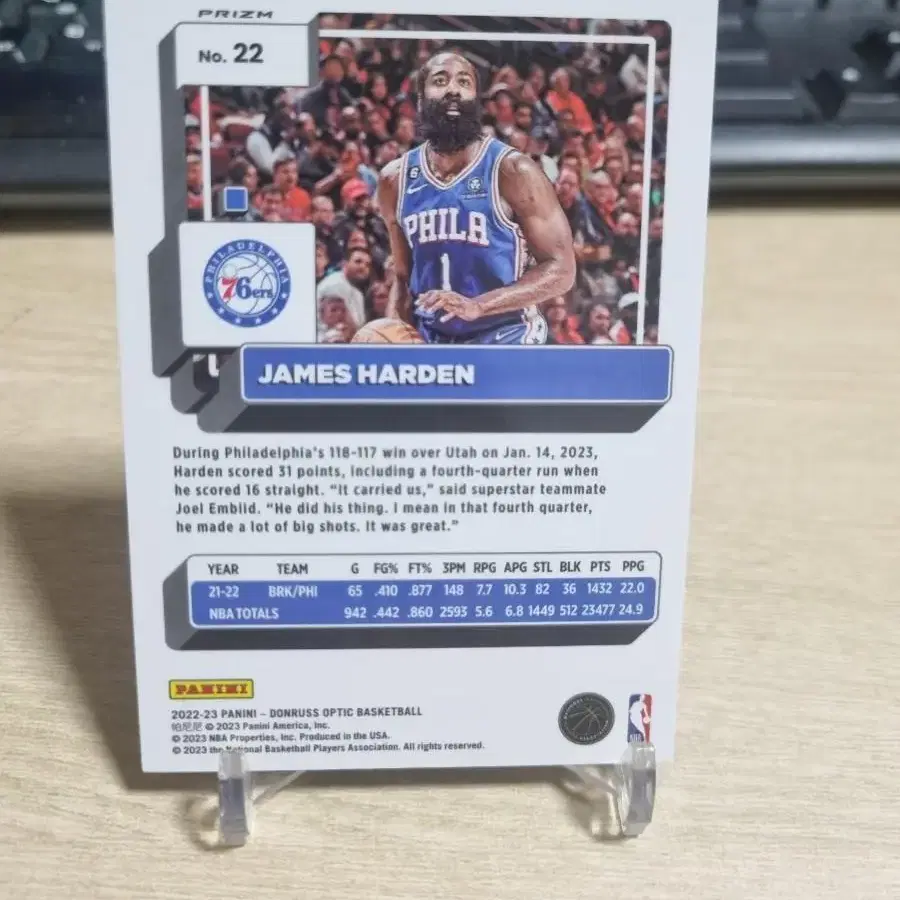 PRIZM
No. 22
6
PHILA
1
PHILADELPHIA
76ers
JAMES HARDEN
During Philadelphia's 118-117 win over Utah on Jan. 14, 2023,
Harden scored 31 points, including a fourth-quarter run when
he scored 16 straight. "It carried us," said superstar teammate
Joel Embiid. "He did his thing. I mean in that fourth quarter,
he made a lot of big shots. It was great."
YEAR TEAM G FG% FT% 3PM RPG APG STL BLK PTS PPG
21-22 BRK/PHI 65 .410 .877 148 7.7 10.3 82 36 1432 22.0
NBA TOTALS 942 .442 .860 2593 5.6 6.8 1449 512 23477 24.9
PANINI
2022-23 PANINI – DONRUSS OPTIC BASKETBALL
帕尼尼 © 2023 Panini America, Inc.
© 2023 NBA Properties, Inc. Produced in the USA.
© 2023 the National Basketball Players Association. All rights reserved.
NBA